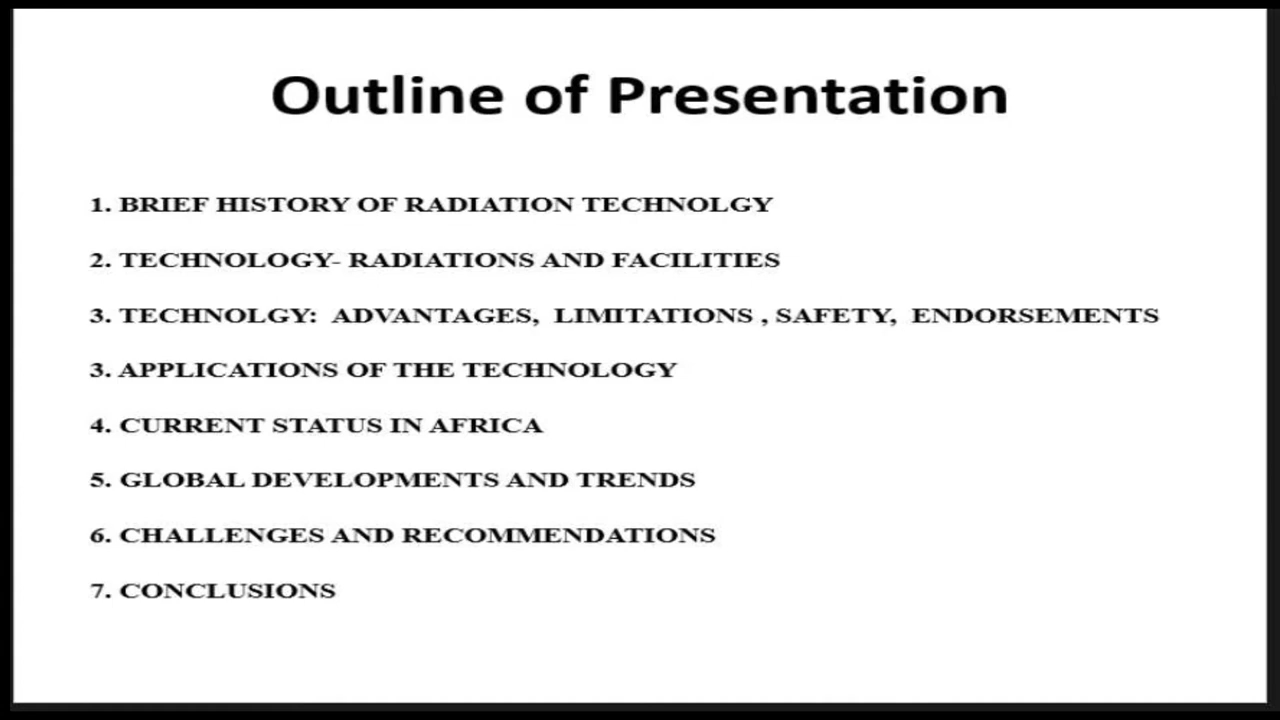 Outline of Presentation
1. BRIEF HISTORY OF RADIATION TECHNOLGY
2. TECHNOLOGY- RADIATIONS AND FACILITIES
3. TECHNOLGY:  ADVANTAGES,  LIMITATIONS , SAFETY,  ENDORSEMENTS
3. APPLICATIONS OF THE TECHNOLOGY
4. CURRENT STATUS IN AFRICA
5. GLOBAL DEVELOPMENTS AND TRENDS
6. CHALLENGES AND RECOMMENDATIONS
7. CONCLUSIONS